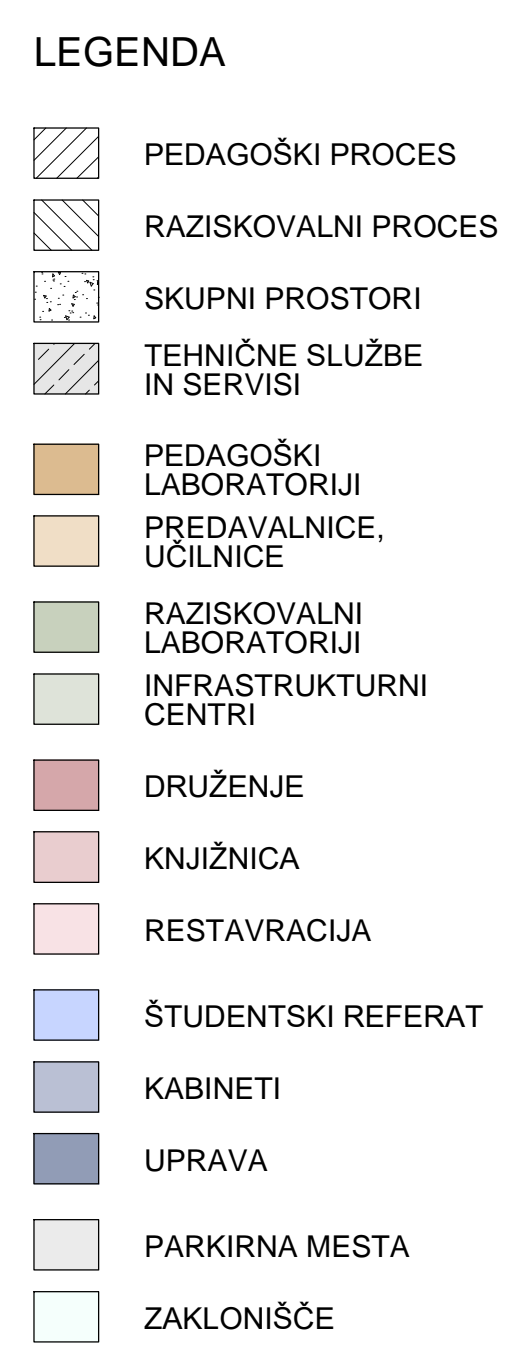 LEGENDA
PEDAGOŠKI PROCES
RAZISKOVALNI PROCES
SKUPNI PROSTORI
TEHNIČNE SLUŽBE
IN SERVISI
PEDAGOŠKI
LABORATORIJI
PREDAVALNICE,
UČILNICE
RAZISKOVALNI
LABORATORIJI
INFRASTRUKTURNI
CENTRI
DRUŽENJE
KNJIŽNICA
RESTAVRACIJA
ŠTUDENTSKI REFERAT
KABINETI
UPRAVA
PARKIRNA MESTA
ZAKLONIŠČE